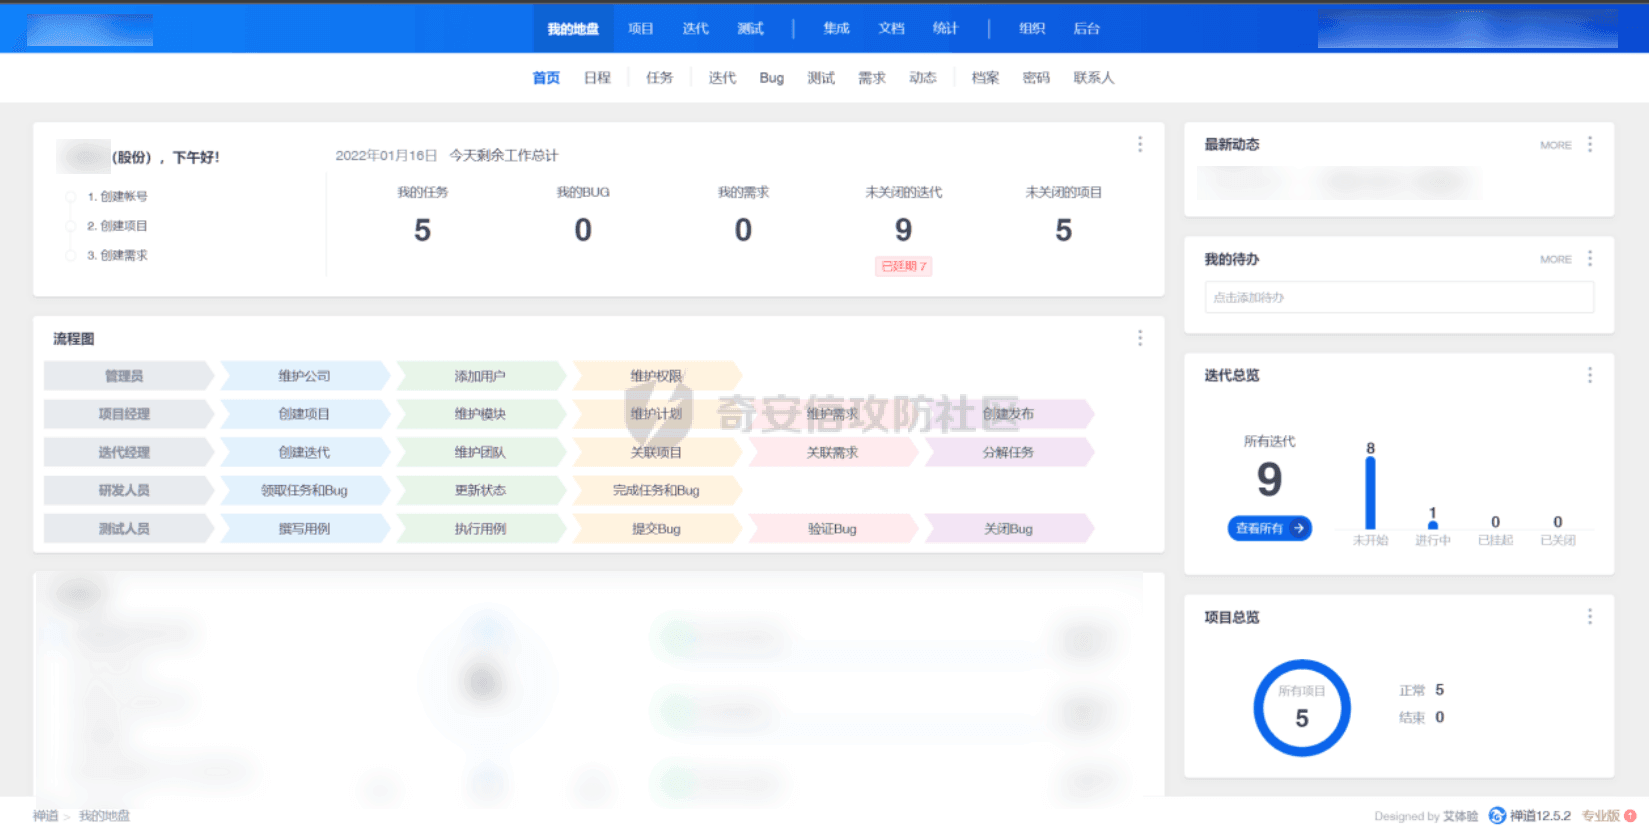 我的地盘 项目 迭代 测试 集成 文档 统计 组织 后台
首页 日程 任务 迭代 Bug 测试 需求 动态 档案 密码 联系人
(股份) ，下午好!
1. 创建帐号
2. 创建项目
3. 创建需求
2022年01月16日 今天剩余工作总计
我的任务 我的BUG 我的需求 未关闭的迭代 未关闭的项目
5 0 0 9 5
已延期 7
流程图
管理员 维护公司 添加用户 维护权限
项目经理 创建项目 维护模块 维护计划 维护需求 创建发布
迭代经理 创建迭代 维护团队 关联项目 关联需求 分解任务
研发人员 领取任务和Bug 更新状态 完成任务和Bug
测试人员 撰写用例 执行用例 提交Bug 验证Bug 关闭Bug
奇安信攻防社区
最新动态 MORE
我的待办 MORE
点击添加待办
迭代总览
所有迭代
9
查看所有
8 1 0 0
未开始 进行中 已挂起 已关闭
项目总览
所有项目
5
正常 5
结束 0
禅道 > 我的地盘
Designed by 艾体验 禅道12.5.2 专业版